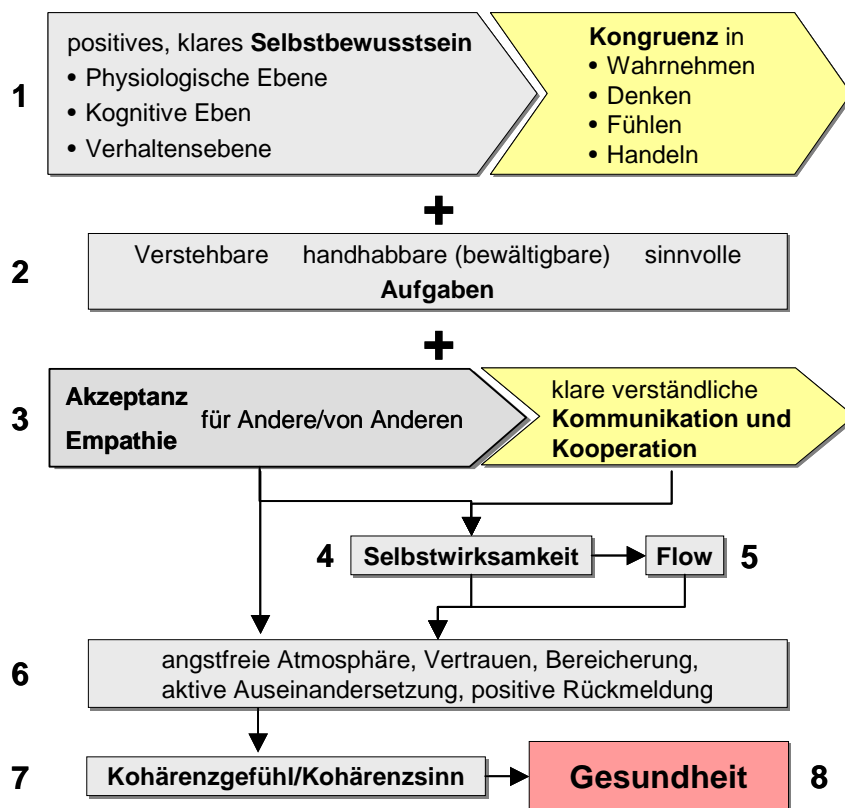 1
positives, klares Selbstbewusstsein
• Physiologische Ebene
• Kognitive Eben
• Verhaltensebene
Kongruenz in
• Wahrnehmen
• Denken
• Fühlen
• Handeln
+
2
Verstehbare handhabbare (bewältigbare) sinnvolle
Aufgaben
+
3
Akzeptanz
Empathie
für Andere/von Anderen
klare verständliche
Kommunikation und
Kooperation
4
Selbstwirksamkeit
Flow
5
6
angstfreie Atmosphäre, Vertrauen, Bereicherung,
aktive Auseinandersetzung, positive Rückmeldung
7
Kohärenzgefühl/Kohärenzsinn
Gesundheit
8